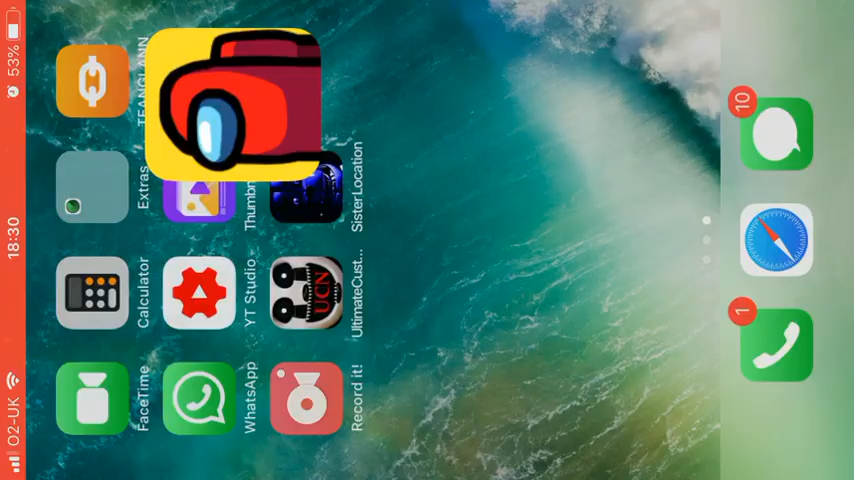 O2-UK 18:30 53%
FaceTime
Calculator
Extras
TEANGLANN
WhatsApp
YT Studio
Thumbn
Record it!
UltimateCust...
UCN
SisterLocation
1
10